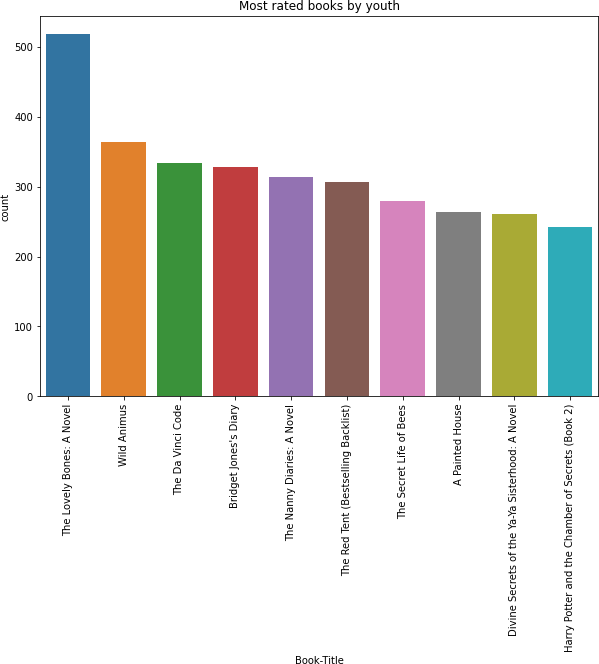 Most rated books by youth
count
500
400
300
200
100
0
The Lovely Bones: A Novel
Wild Animus
The Da Vinci Code
Bridget Jones's Diary
The Nanny Diaries: A Novel
The Red Tent (Bestselling Backlist)
The Secret Life of Bees
A Painted House
Divine Secrets of the Ya-Ya Sisterhood: A Novel
Harry Potter and the Chamber of Secrets (Book 2)
Book-Title